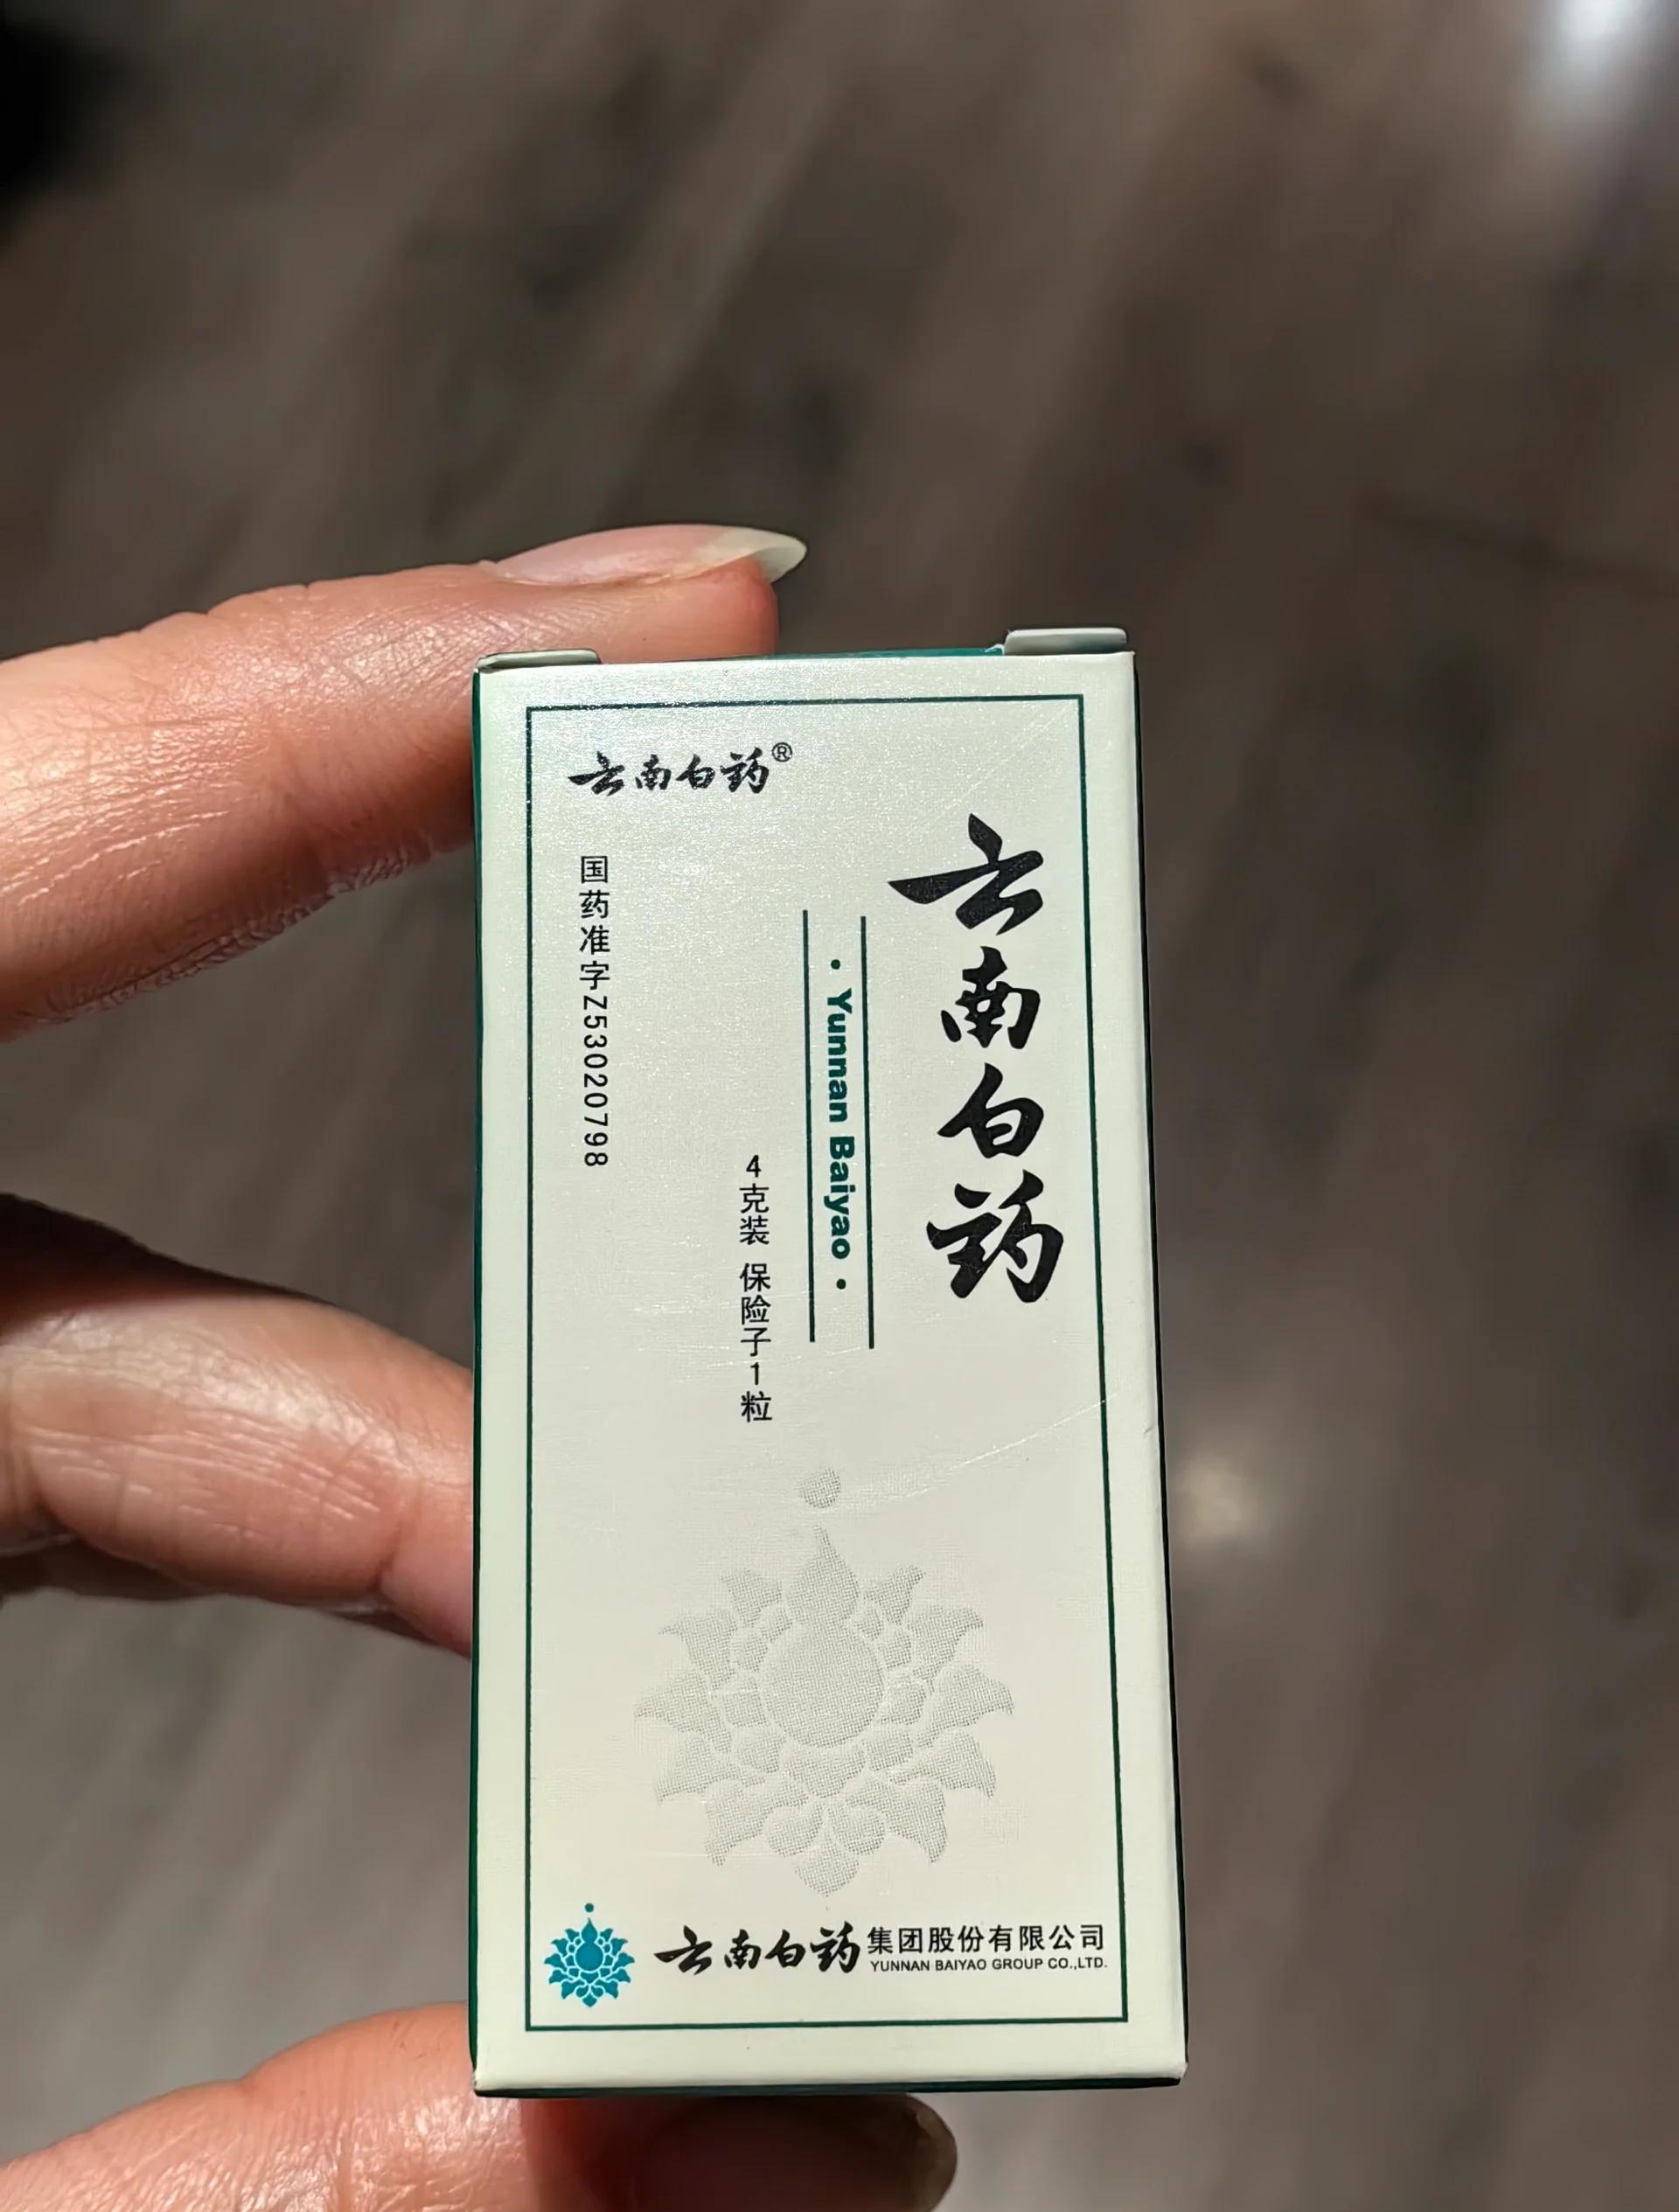 云南白药®
云南白药
· Yunnan Baiyao ·
4克装 保险子1粒
国药准字Z53020798
云南白药集团股份有限公司
YUNNAN BAIYAO GROUP CO.,LTD.